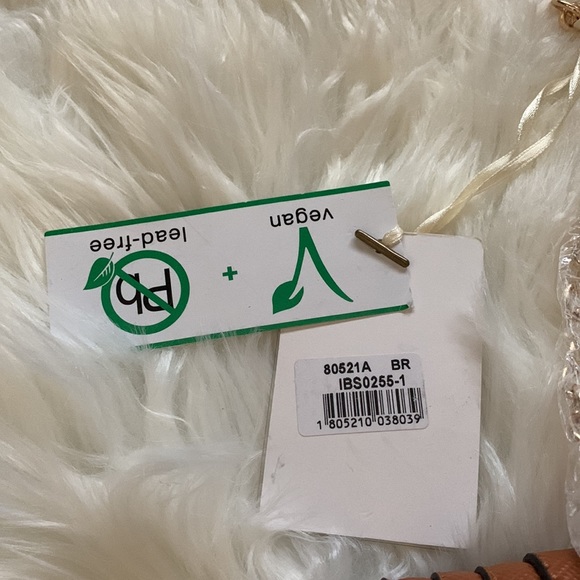 vegan + lead-free
Pb
80521A BR
IBS0255-1
1 805210 038039